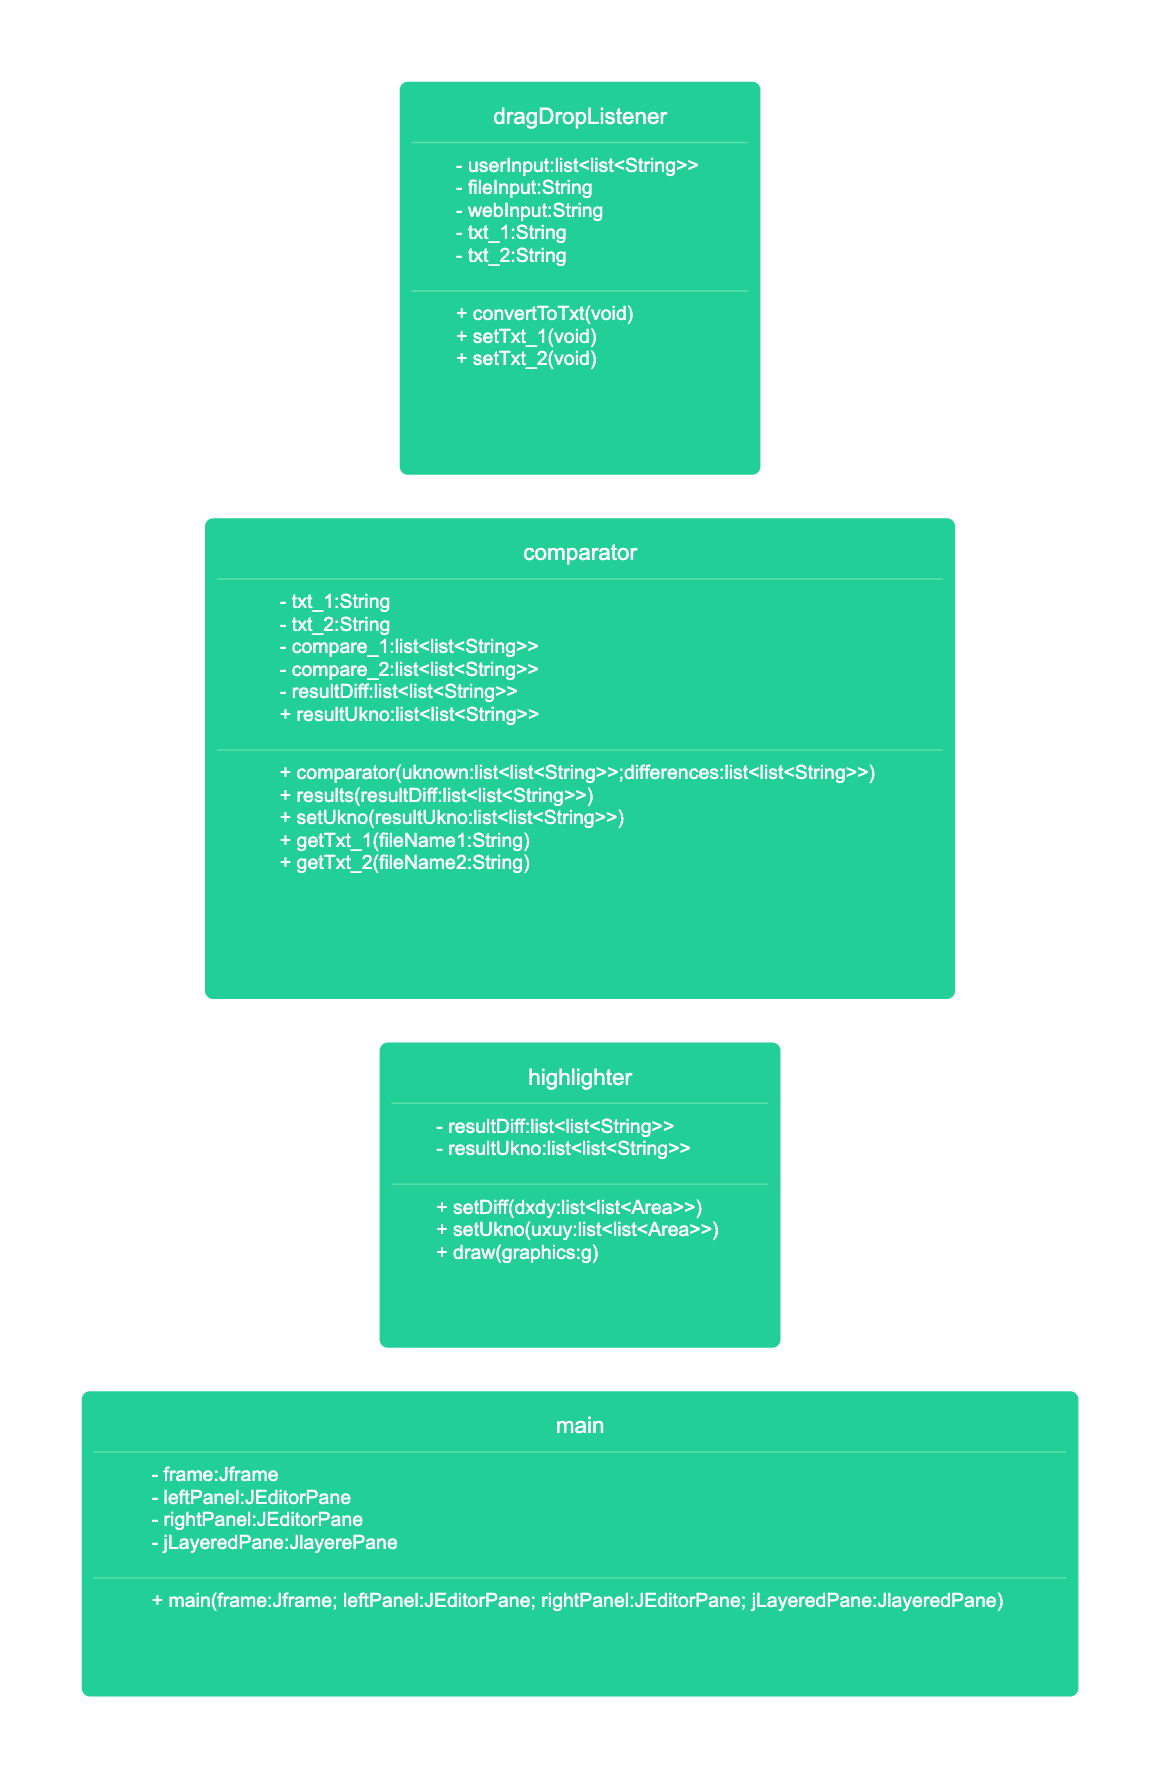 dragDropListener
- userInput:list<list<String>>
- fileInput:String
- webInput:String
- txt_1:String
- txt_2:String
+ convertToTxt(void)
+ setTxt_1(void)
+ setTxt_2(void)
comparator
- txt_1:String
- txt_2:String
- compare_1:list<list<String>>
- compare_2:list<list<String>>
- resultDiff:list<list<String>>
+ resultUkno:list<list<String>>
+ comparator(uknown:list<list<String>>;differences:list<list<String>>)
+ results(resultDiff:list<list<String>>)
+ setUkno(resultUkno:list<list<String>>)
+ getTxt_1(fileName1:String)
+ getTxt_2(fileName2:String)
highlighter
- resultDiff:list<list<String>>
- resultUkno:list<list<String>>
+ setDiff(dxdy:list<list<Area>>)
+ setUkno(uxuy:list<list<Area>>)
+ draw(graphics:g)
main
- frame:Jframe
- leftPanel:JEditorPane
- rightPanel:JEditorPane
- jLayeredPane:JlayerePane
+ main(frame:Jframe; leftPanel:JEditorPane; rightPanel:JEditorPane; jLayeredPane:JlayeredPane)